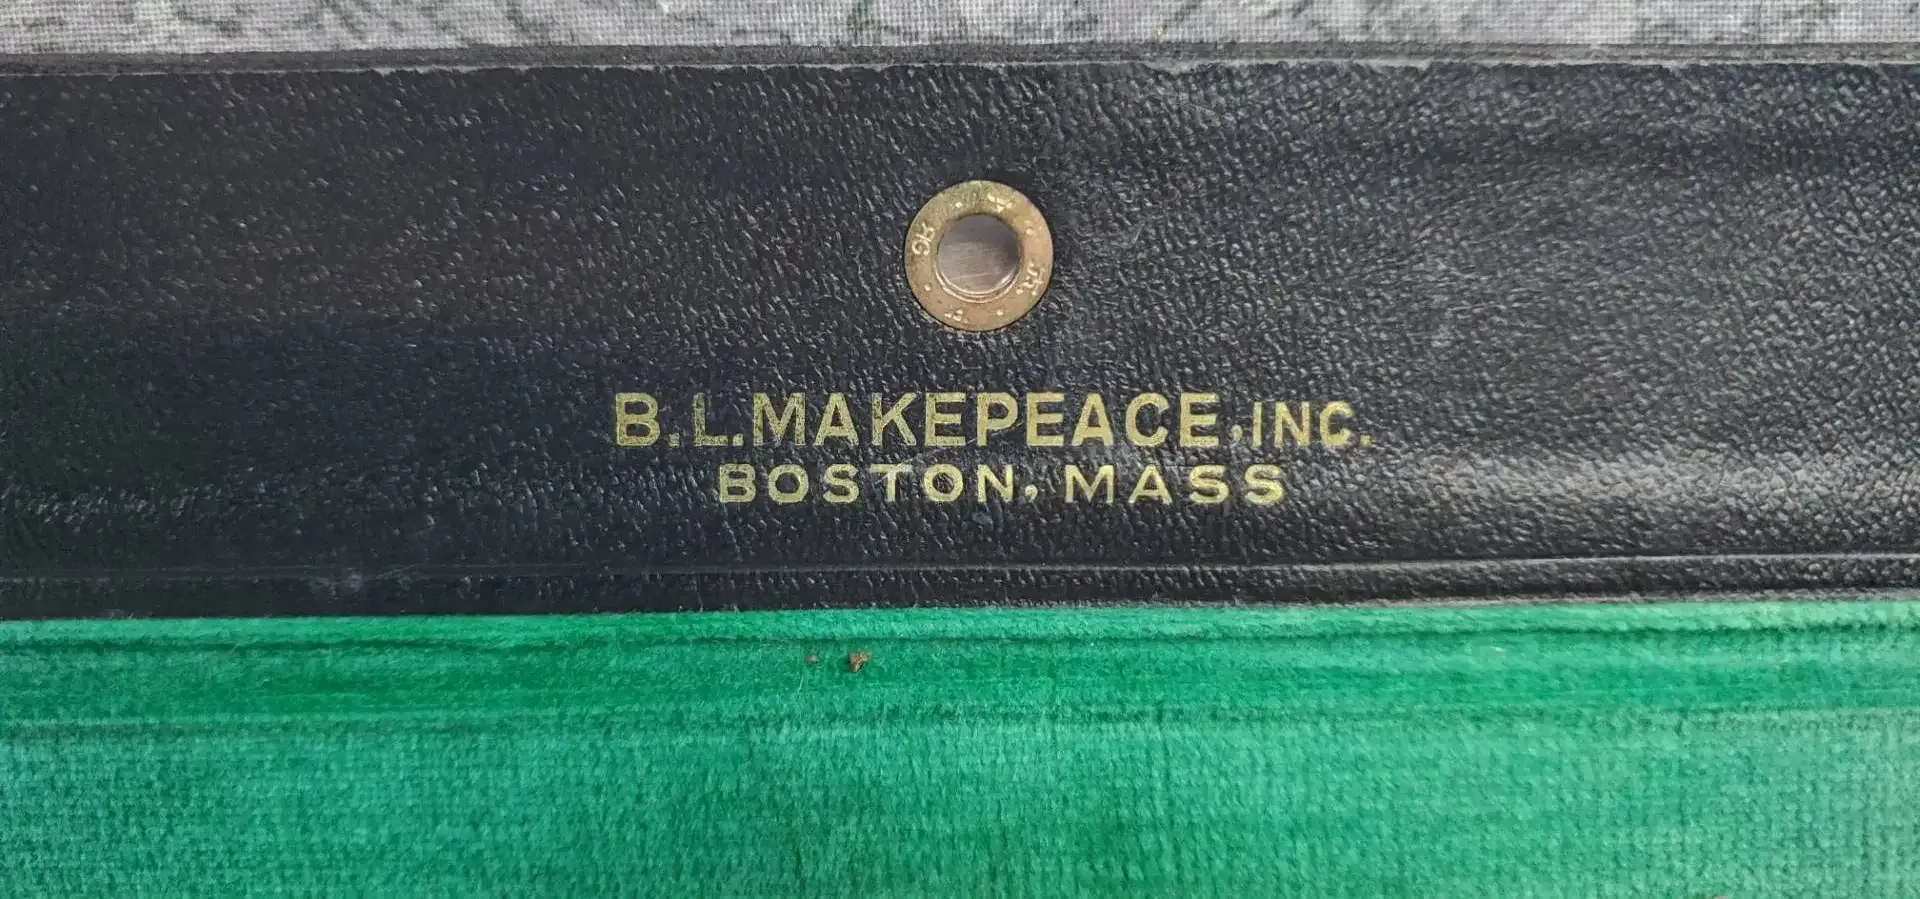 B.L.MAKEPEACE, INC.
BOSTON, MASS